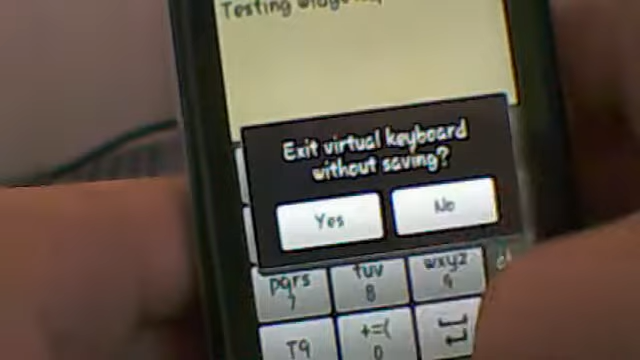 Testing
Exit virtual keyboard
without saving?
Yes No
pqrs tuv wxyz
7 8 9
T9 +=(
0